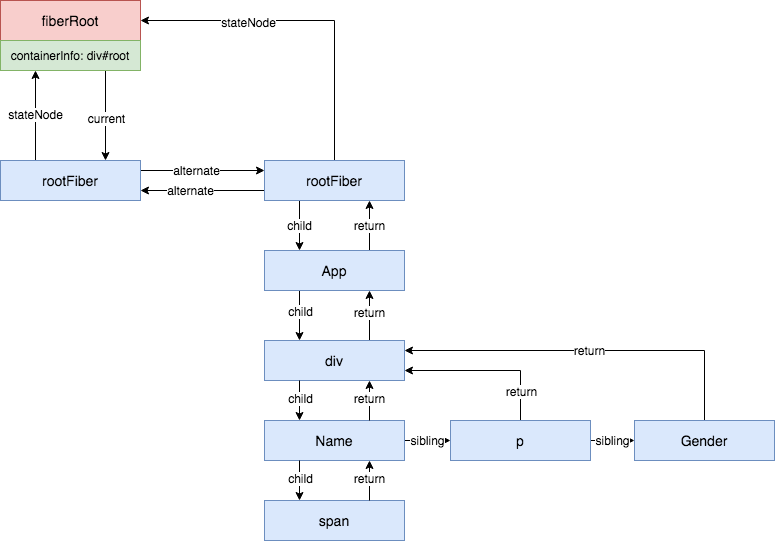 fiberRoot
stateNode
containerInfo: div#root
stateNode
current
rootFiber
alternate
alternate
rootFiber
child
return
App
child
return
div
return
return
child
return
Name
sibling
p
sibling
Gender
child
return
span